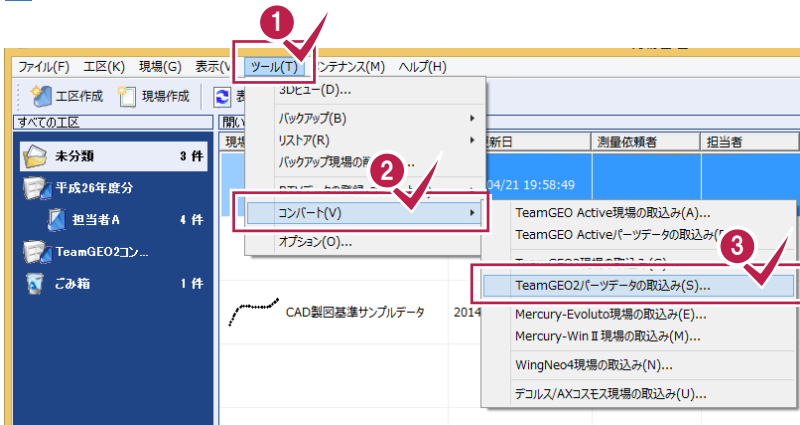 1
ファイル(F) 工区(K) 現場(G) 表示(V ツール(T) ンテナンス(M) ヘルプ(H)
工区作成 現場作成 表
3Dビュー(D)...
すべての工区
開い
バックアップ(B)
リストア(R)
現場 新日 測量依頼者 担当者
バックアップ現場の
未分類 3 件
2
04/21 19:58:49
平成26年度分
コンバート(V)
TeamGEO Active現場の取込み(A)...
担当者A 4 件
TeamGEO Activeパーツデータの取込み
オプション(O)...
3
TeamGEO2コン...
TeamGEO2パーツデータの取込み(S)...
ごみ箱 1 件
CAD製図基準サンプルデータ 2014
Mercury-Evoluto現場の取込み(E)...
Mercury-WinⅡ現場の取込み(M)...
WingNeo4現場の取込み(N)...
デコルス/AXコスモス現場の取込み(U)...